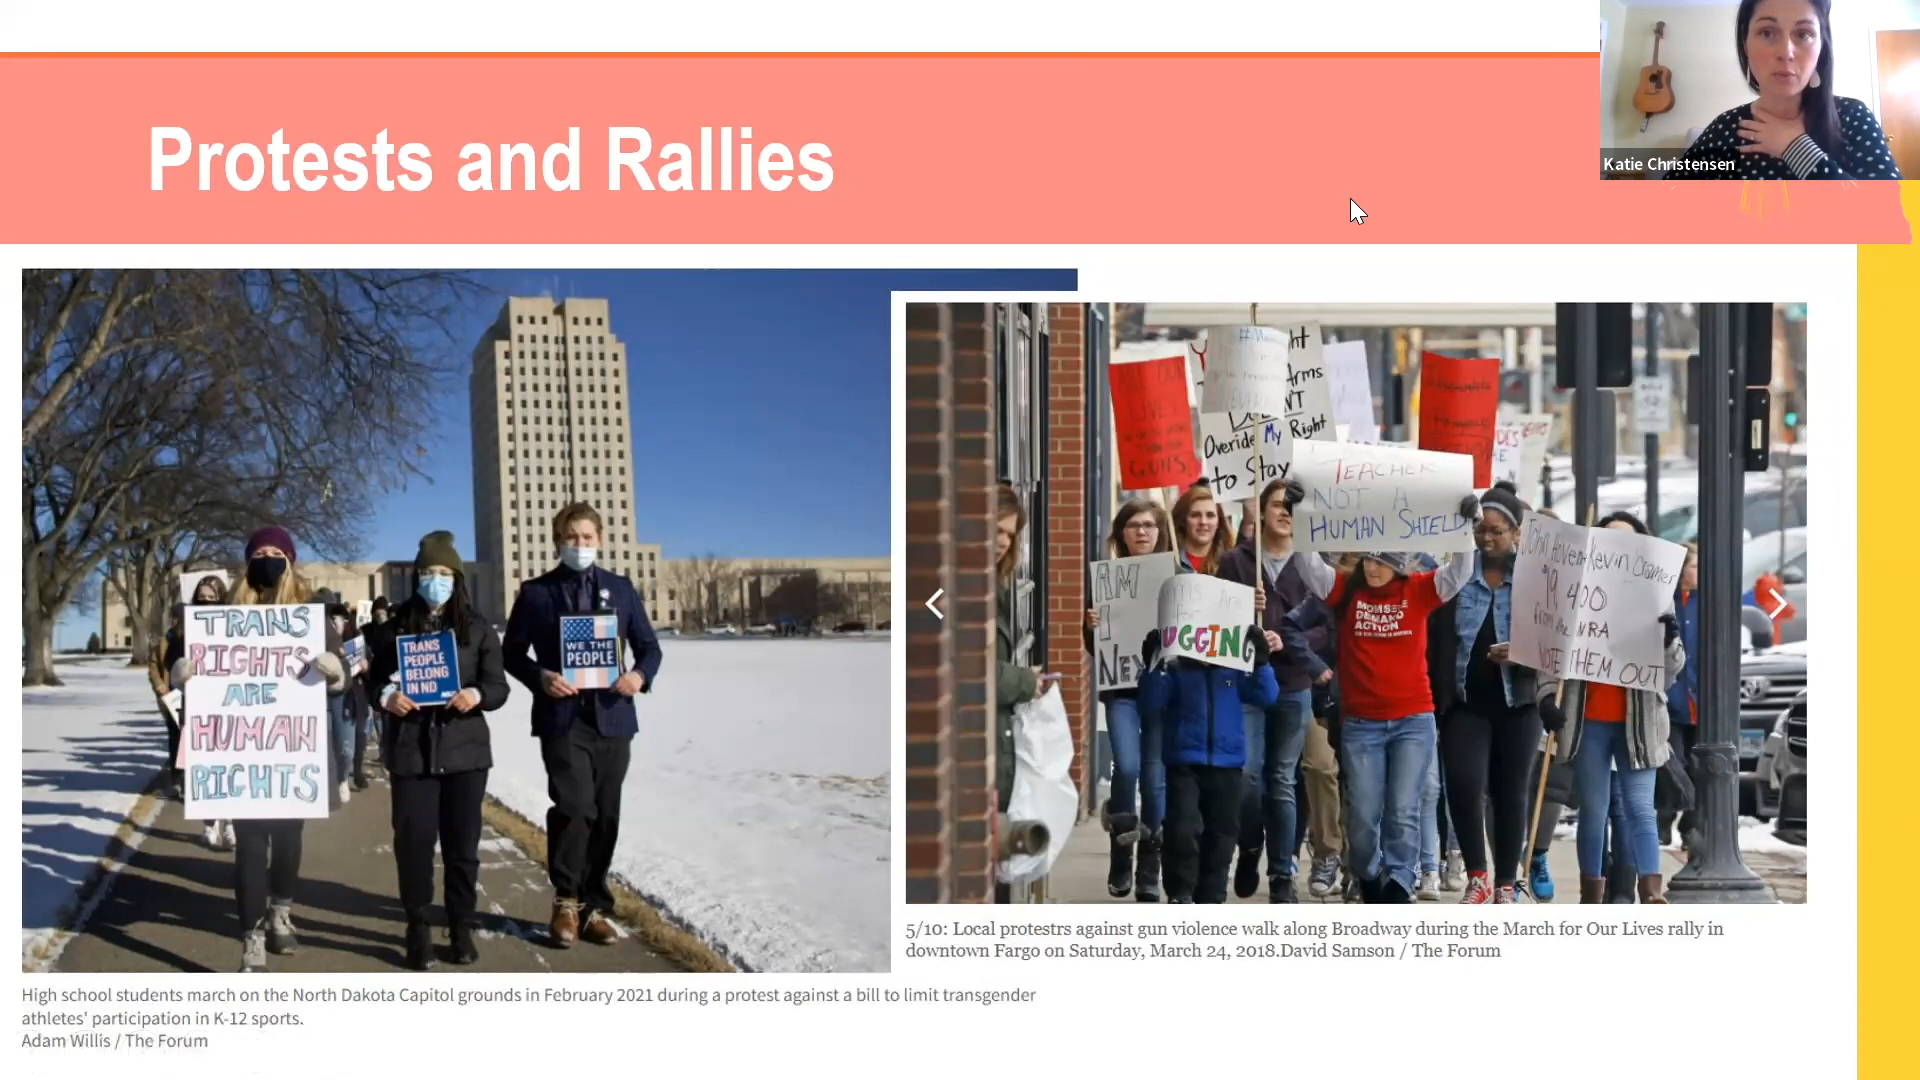 Protests and Rallies
Katie Christensen
TRANS
RIGHTS
ARE
HUMAN
RIGHTS
TRANS
PEOPLE
BELONG
IN ND
WE THE
PEOPLE
GUNS
Arms
Override My Right
to Stay
TEACHER
NOT A
HUMAN SHIELD!
AM
I
NEX
UGGING
MOMS
DEMAND
ACTION
Kevin Cramer
from the NRA
VOTE THEM OUT
5/10: Local protestrs against gun violence walk along Broadway during the March for Our Lives rally in
downtown Fargo on Saturday, March 24, 2018.David Samson / The Forum
High school students march on the North Dakota Capitol grounds in February 2021 during a protest against a bill to limit transgender
athletes' participation in K-12 sports.
Adam Willis / The Forum